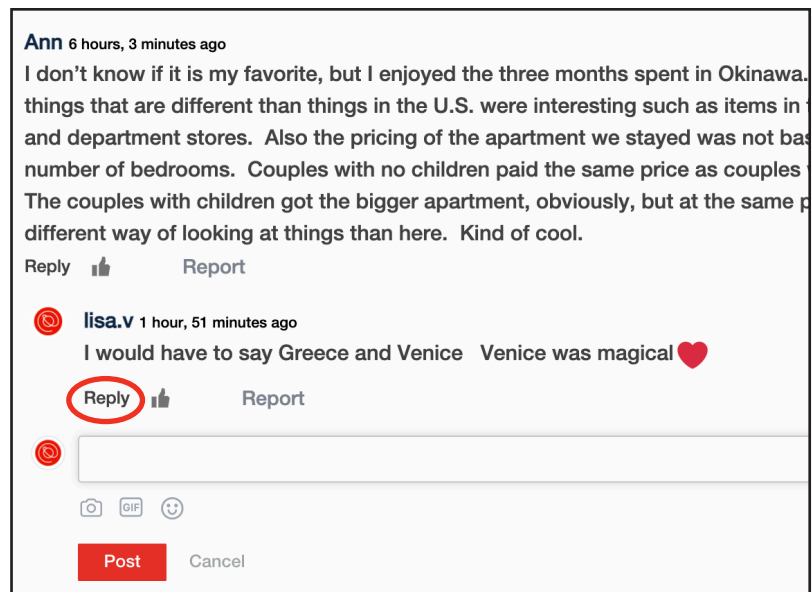 Ann 6 hours, 3 minutes ago
I don't know if it is my favorite, but I enjoyed the three months spent in Okinawa.
things that are different than things in the U.S. were interesting such as items in
and department stores.  Also the pricing of the apartment we stayed was not bas
number of bedrooms.  Couples with no children paid the same price as couples
The couples with children got the bigger apartment, obviously, but at the same p
different way of looking at things than here.  Kind of cool.
Reply Report
lisa.v 1 hour, 51 minutes ago
I would have to say Greece and Venice   Venice was magical
Reply Report
GIF
Post Cancel